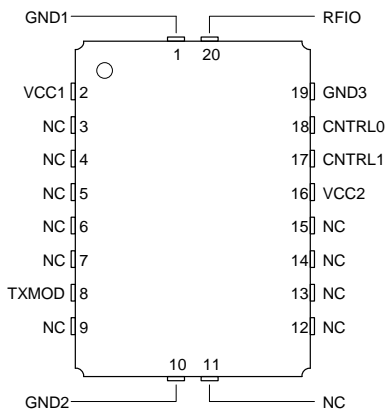 GND1 RFIO
1 20
VCC1 2 19 GND3
NC 3 18 CNTRL0
NC 4 17 CNTRL1
NC 5 16 VCC2
NC 6 15 NC
NC 7 14 NC
TXMOD 8 13 NC
NC 9 12 NC
10 11
GND2 NC